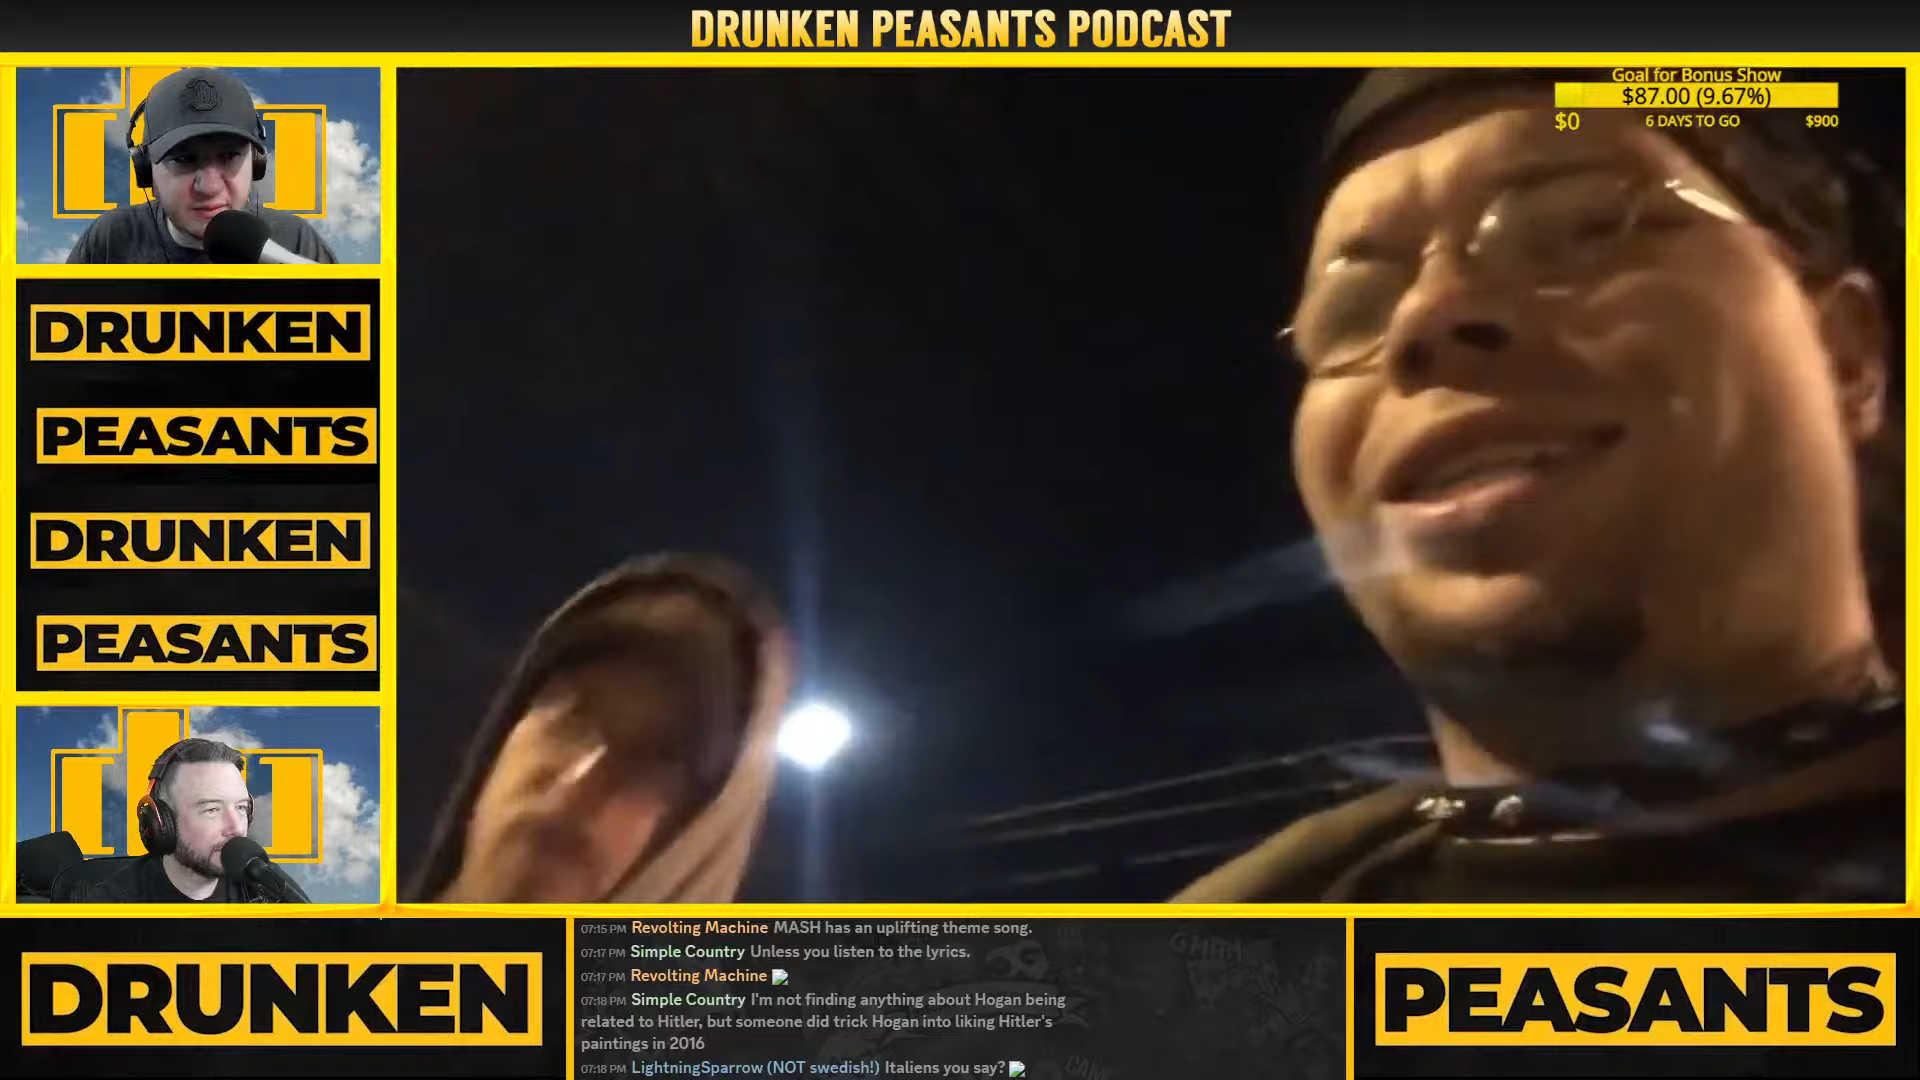 DRUNKEN PEASANTS PODCAST
Goal for Bonus Show
$87.00 (9.67%)
$0 6 DAYS TO GO $900
DRUNKEN
PEASANTS
DRUNKEN
PEASANTS
DRUNKEN
07:15 PM Revolting Machine MASH has an uplifting theme song.
07:17 PM Simple Country Unless you listen to the lyrics.
07:17 PM Revolting Machine
07:18 PM Simple Country I'm not finding anything about Hogan being
related to Hitler, but someone did trick Hogan into liking Hitler's
paintings in 2016
07:18 PM LightningSparrow (NOT swedish!) Italiens you say?
PEASANTS